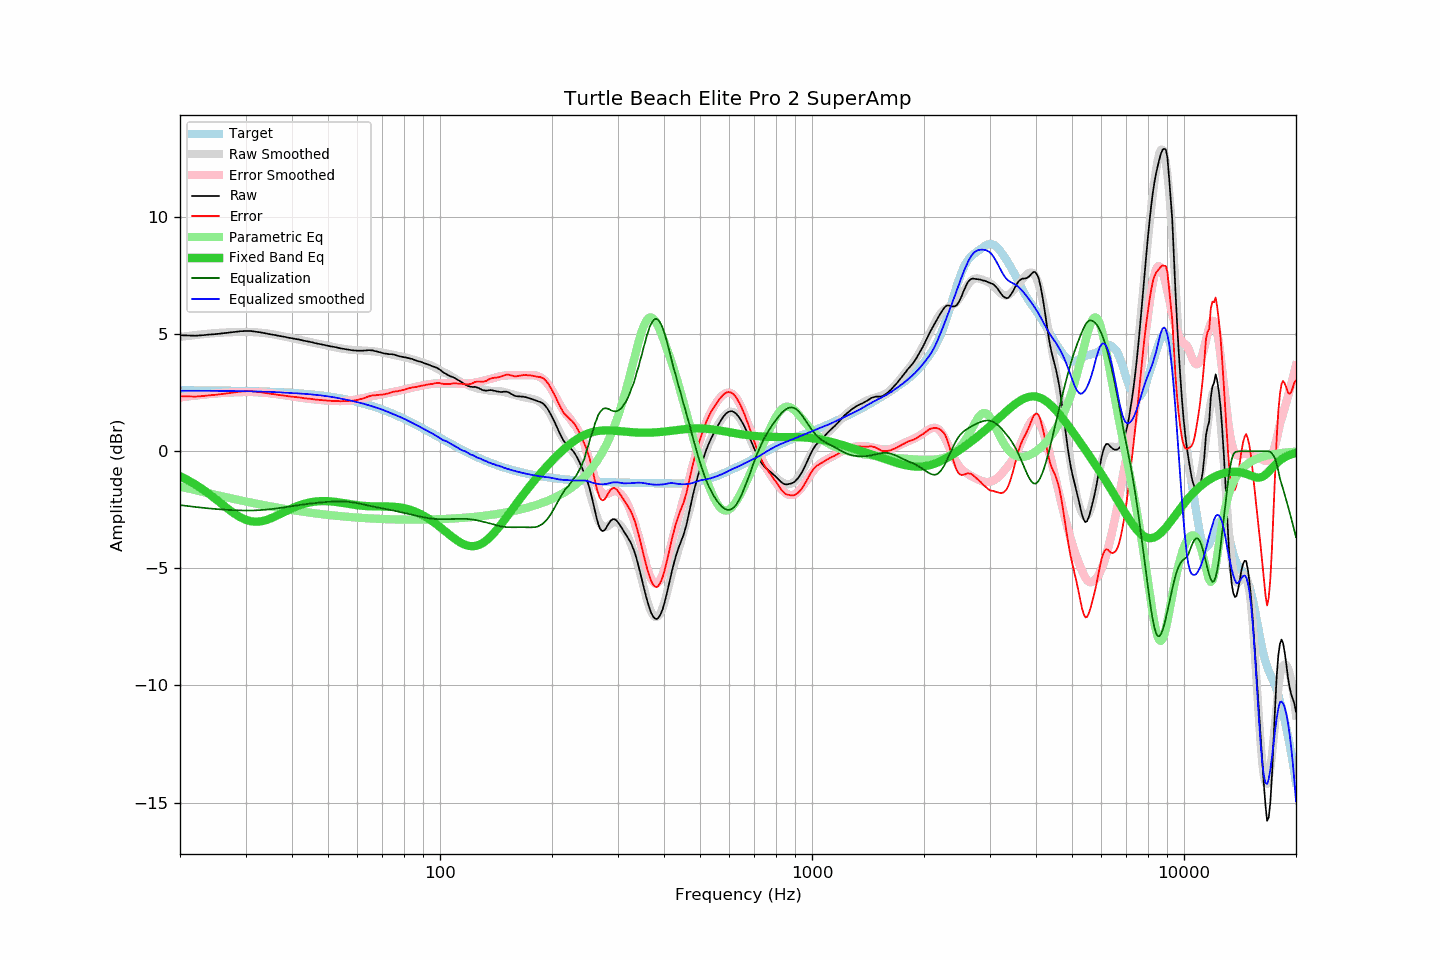 Turtle Beach Elite Pro 2 SuperAmp
Target
Raw Smoothed
Error Smoothed
Raw
Error
Parametric Eq
Fixed Band Eq
Equalization
Equalized smoothed
10
5
0
−5
−10
−15
Amplitude (dBr)
100
1000
10000
Frequency (Hz)